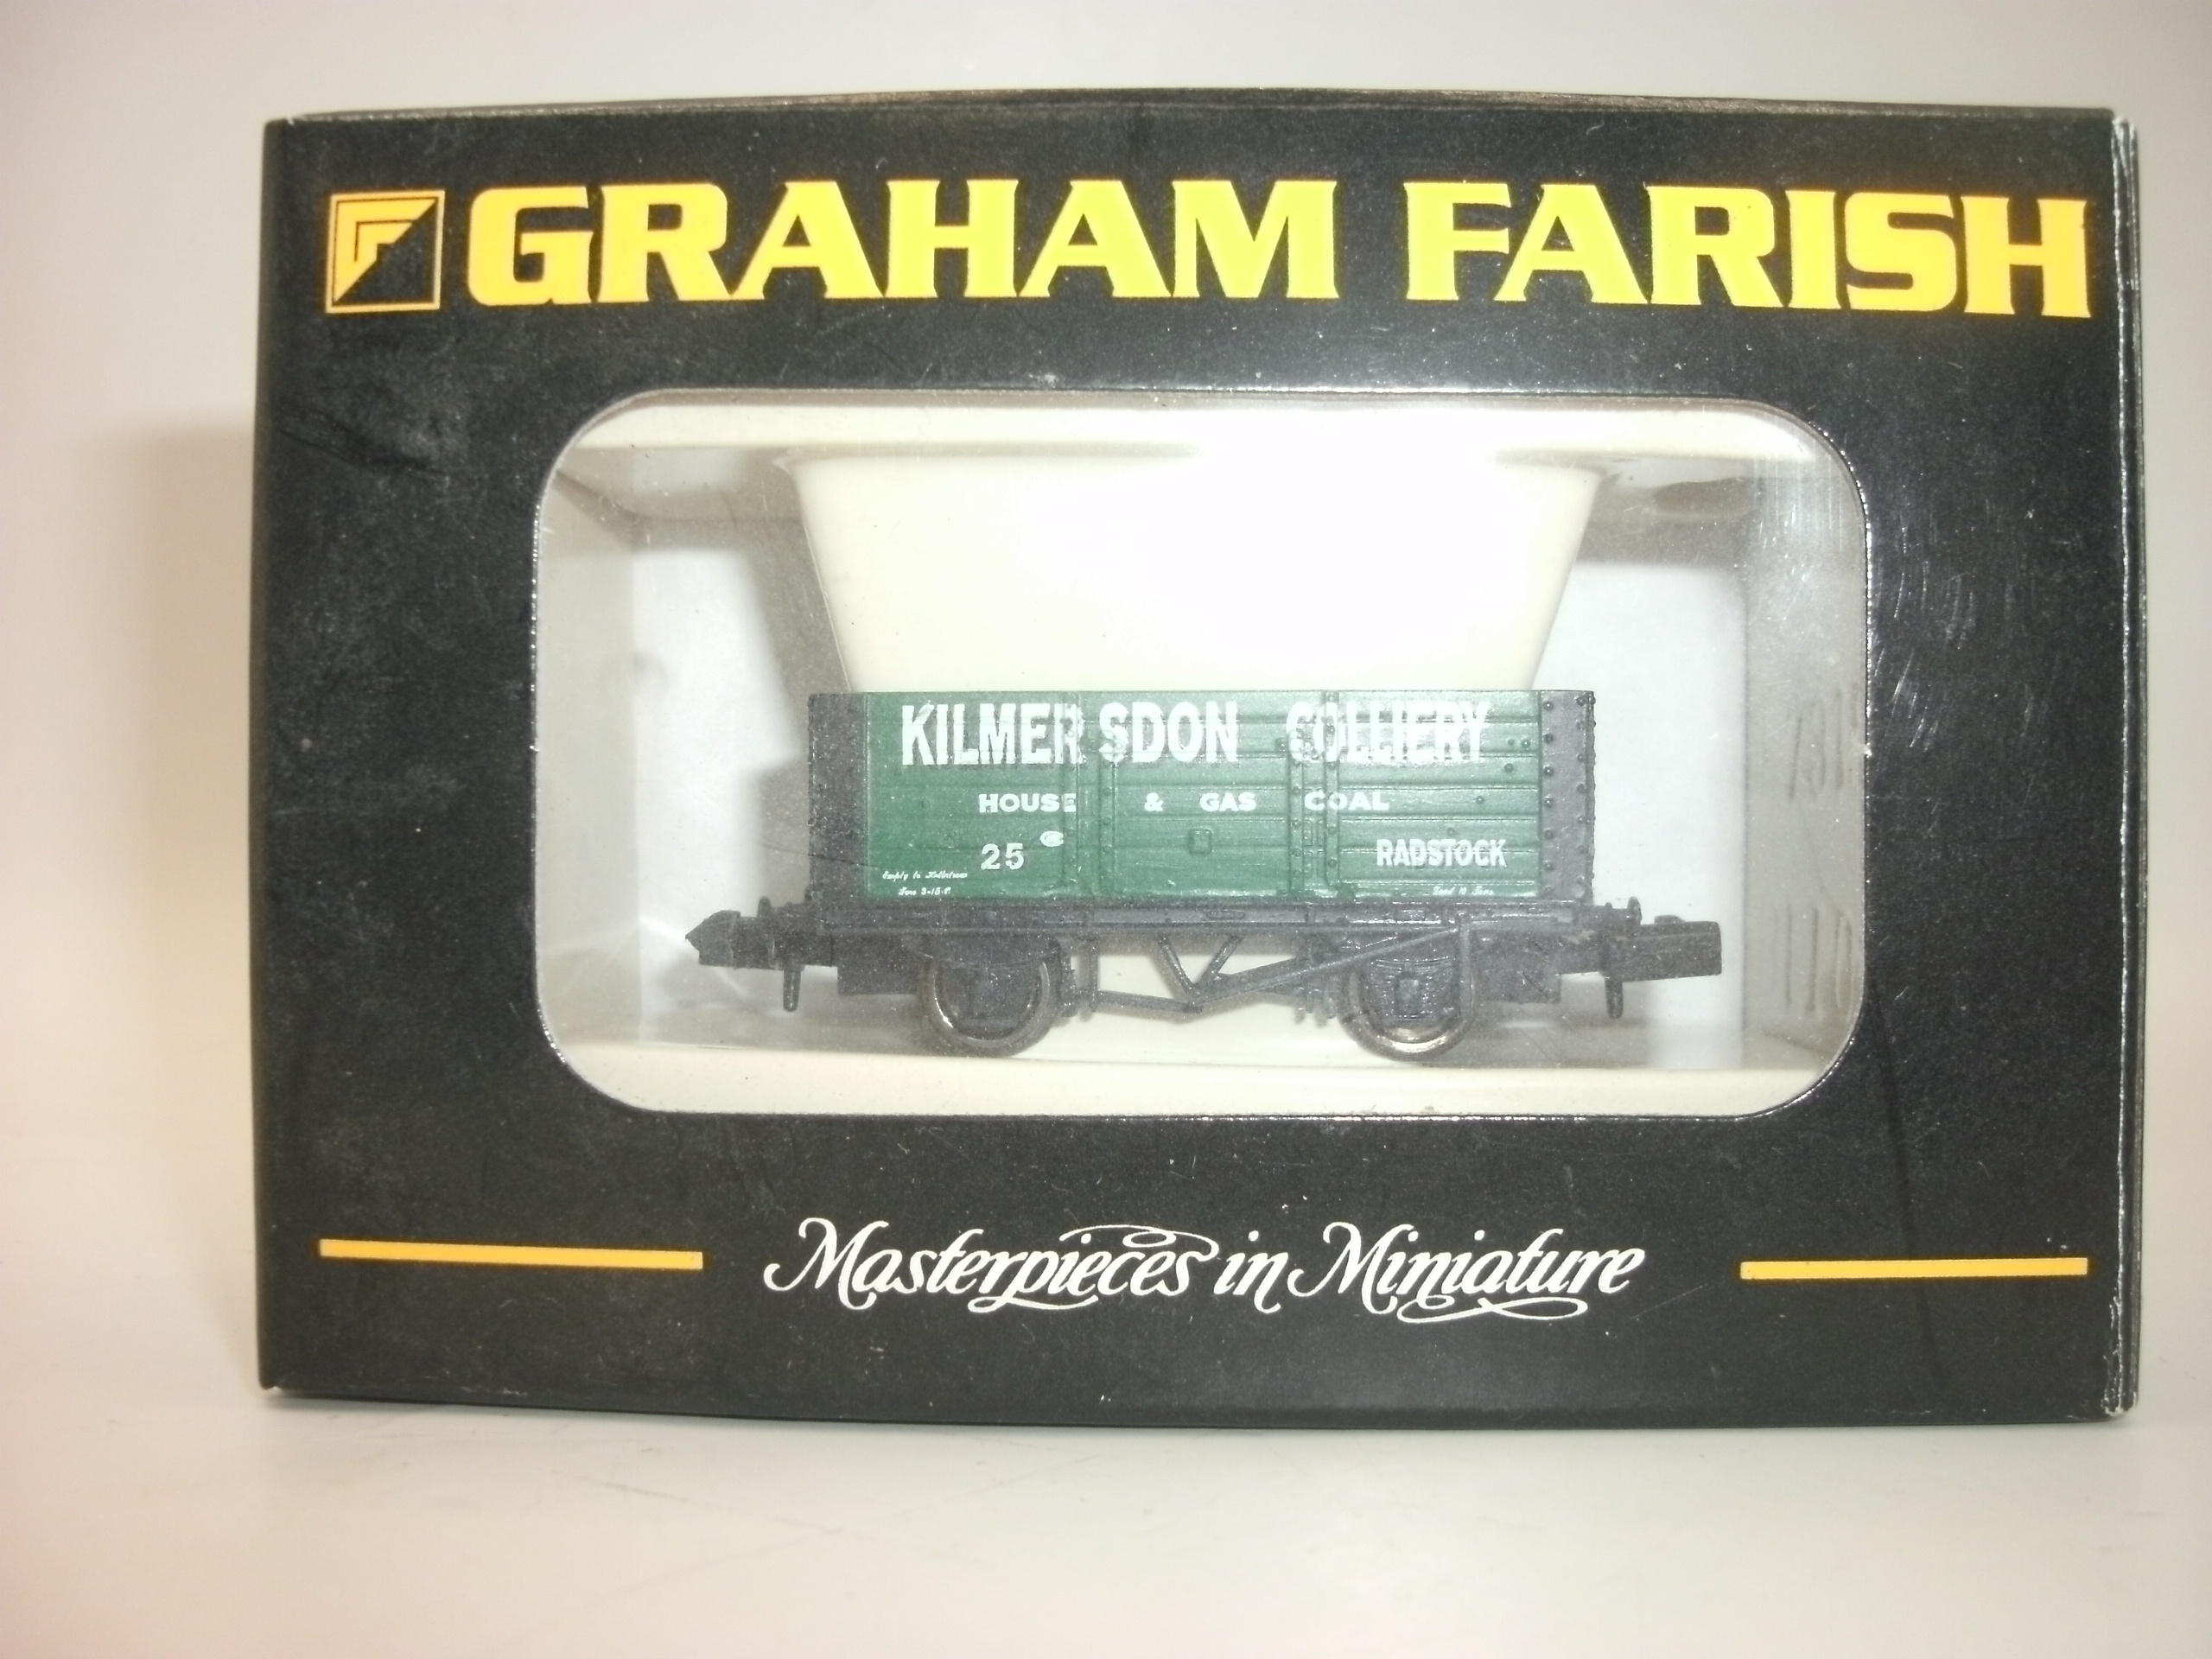 GRAHAM FARISH
KILMERSDON COLLIERY
HOUSE & GAS COAL
25 RADSTOCK
Masterpieces in Miniature